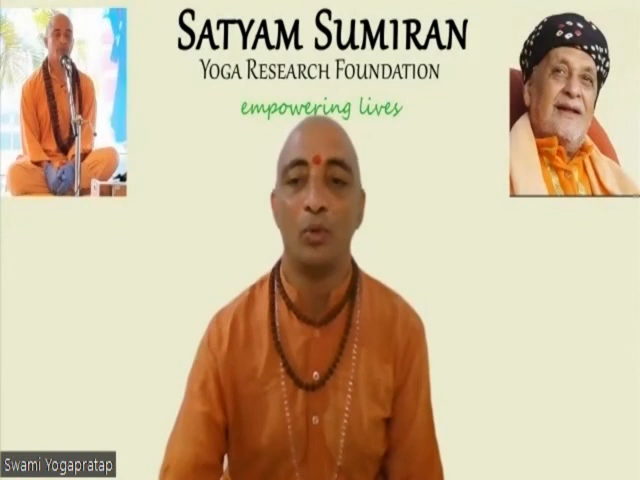 SATYAM SUMIRAN
YOGA RESEARCH FOUNDATION
empowering lives
Swami Yogapratap